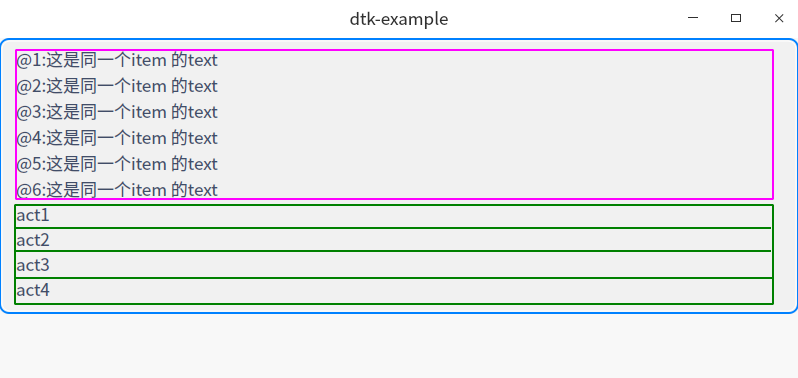 dtk-example
@1:这是同一个item 的text
@2:这是同一个item 的text
@3:这是同一个item 的text
@4:这是同一个item 的text
@5:这是同一个item 的text
@6:这是同一个item 的text
act1
act2
act3
act4